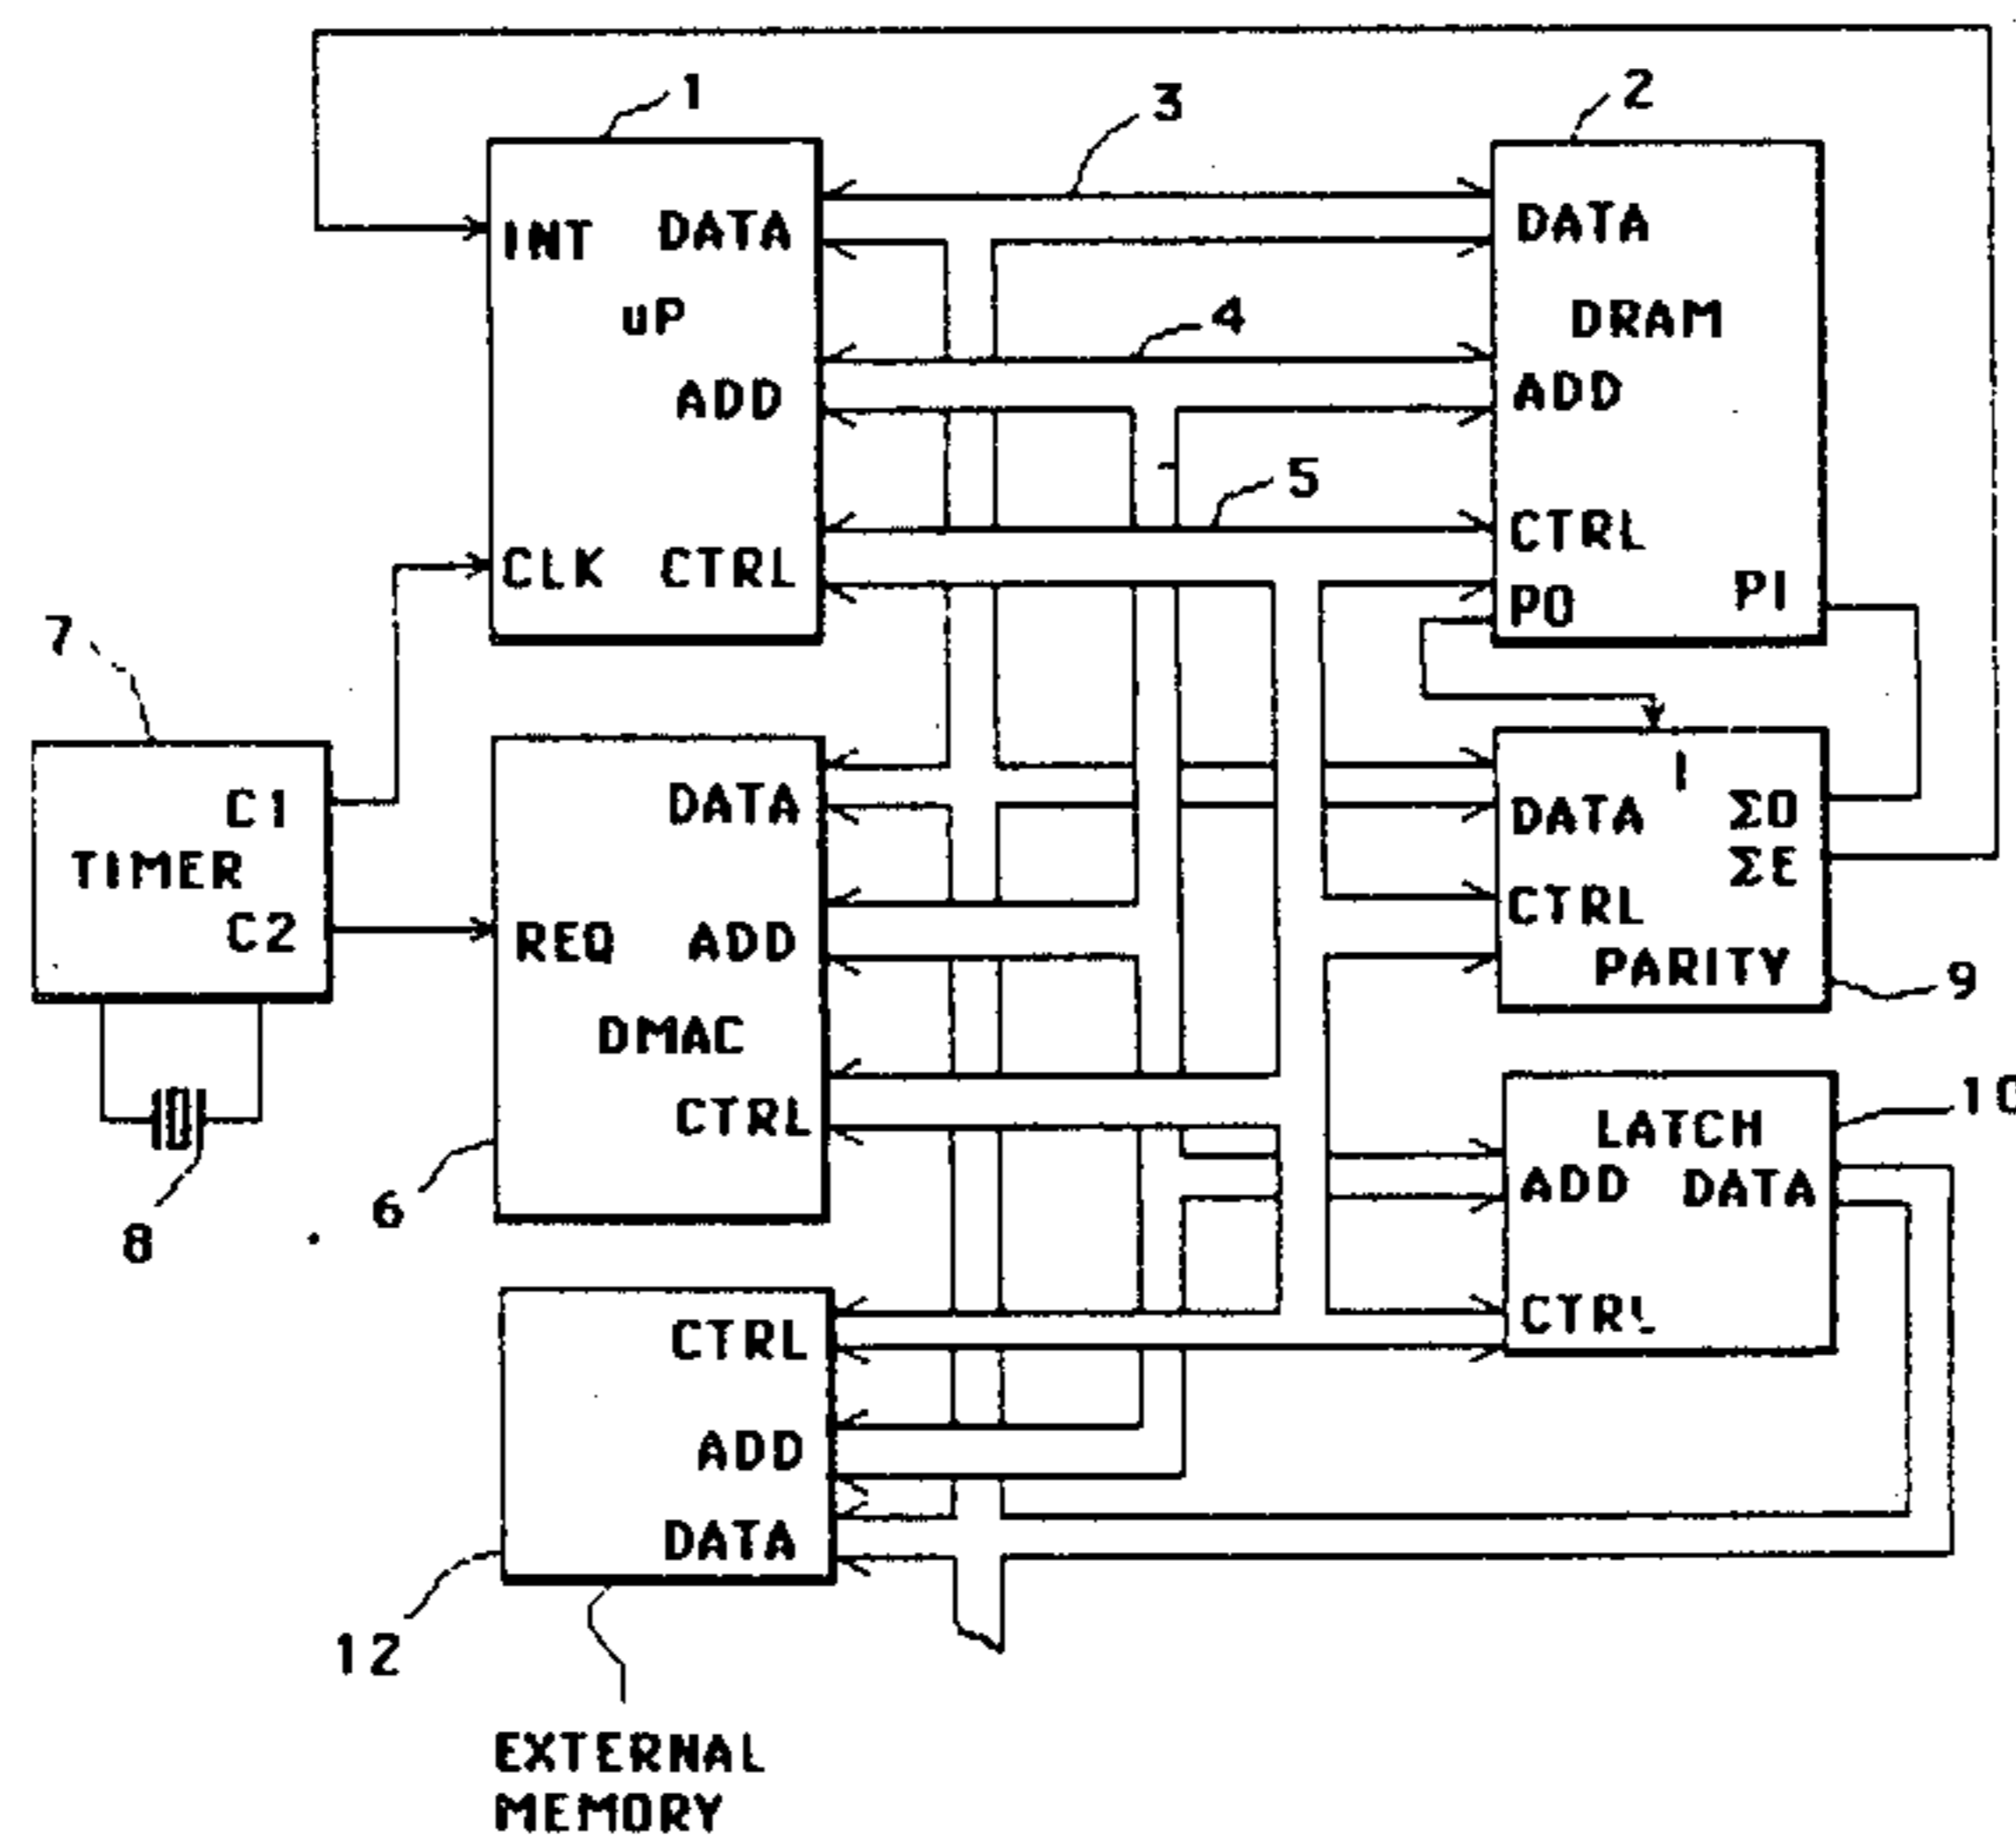 1
3
2
INT DATA
uP
ADD
CLK CTRL
DATA
DRAM
ADD
CTRL
PO PI
4
5
7
C1
TIMER
C2
8
DATA
REQ ADD
DMAC
CTRL
6
I
DATA ΣO
ΣE
CTRL
PARITY
9
LATCH
ADD DATA
CTRL
10
CTRL
ADD
DATA
12
EXTERNAL
MEMORY